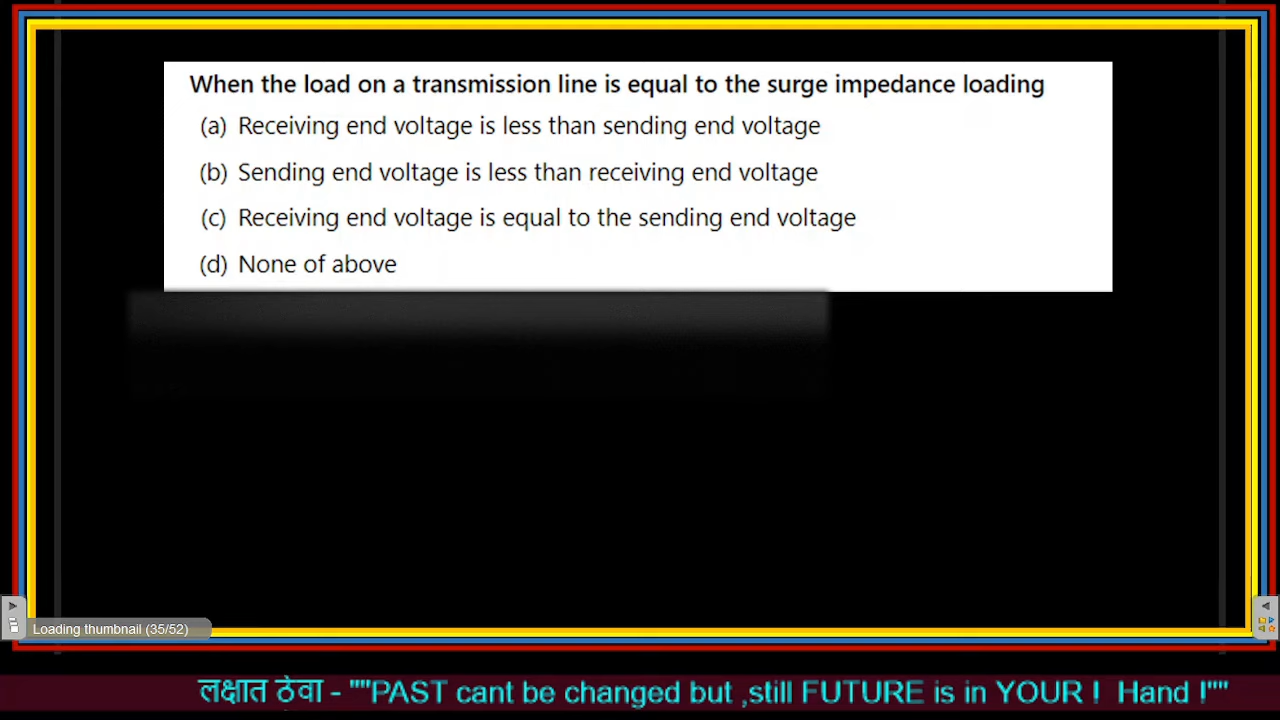 When the load on a transmission line is equal to the surge impedance loading
(a) Receiving end voltage is less than sending end voltage
(b) Sending end voltage is less than receiving end voltage
(c) Receiving end voltage is equal to the sending end voltage
(d) None of above
Loading thumbnail (35/52)
लक्षात ठेवा - ""PAST cant be changed but ,still FUTURE is in YOUR ! Hand !""